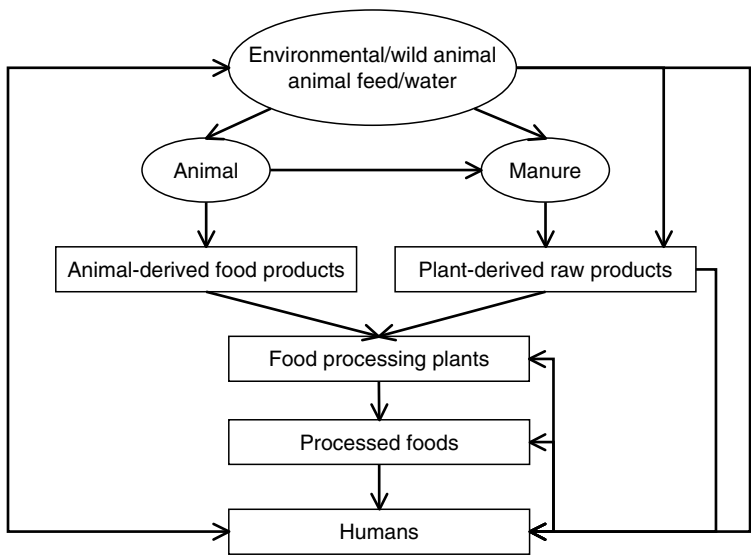 Environmental/wild animal
animal feed/water
Animal
Manure
Animal-derived food products
Plant-derived raw products
Food processing plants
Processed foods
Humans